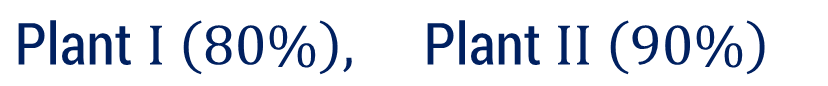 Plant I (80%), Plant II (90%)